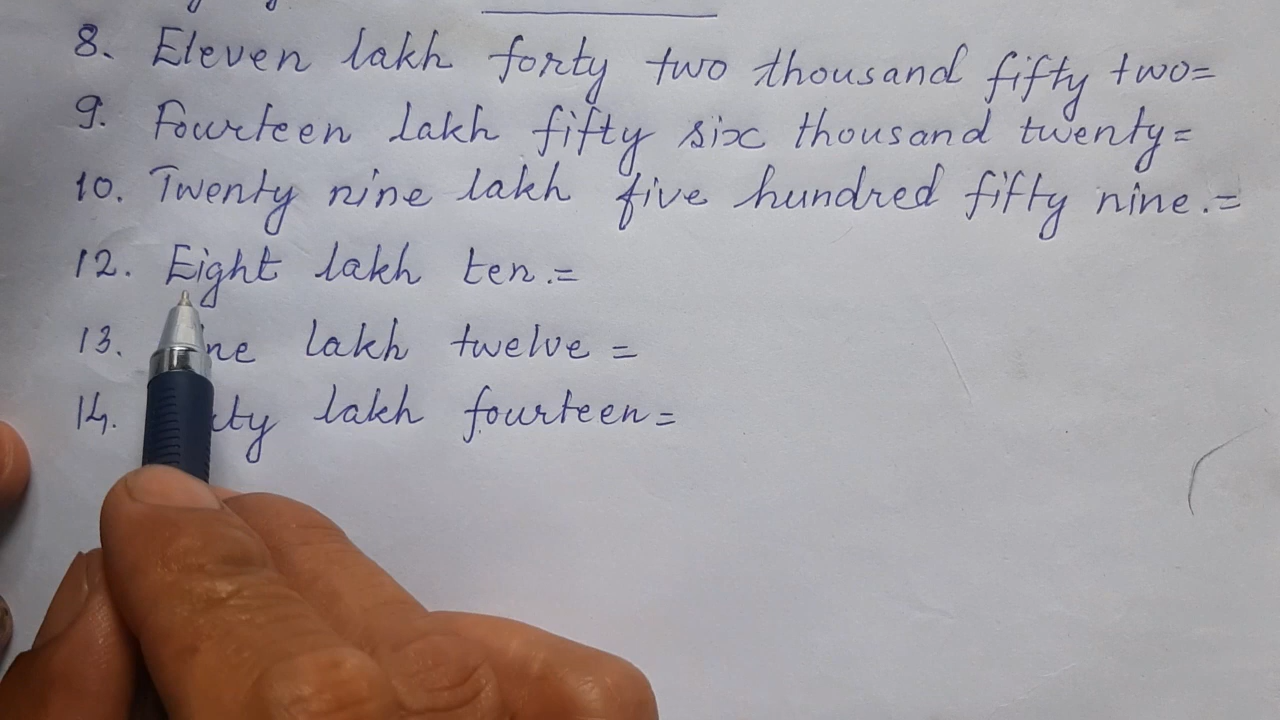 8. Eleven lakh forty two thousand fifty two=
9. Fourteen lakh fifty six thousand twenty=
10. Twenty nine lakh five hundred fifty nine.=
12. Eight lakh ten.=
13. lakh twelve =
14. lakh fourteen=